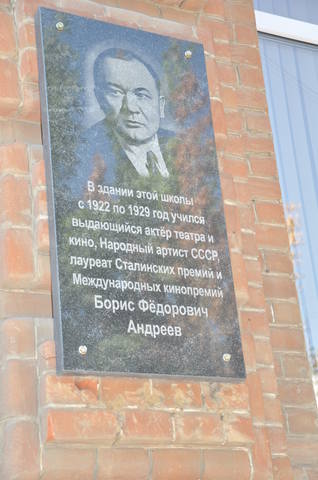 В здании этой школы
с 1922 по 1929 год учился
выдающийся актёр театра и
кино, Народный артист СССР,
лауреат Сталинских премий и
Международных кинопремий
Борис Фёдорович
Андреев